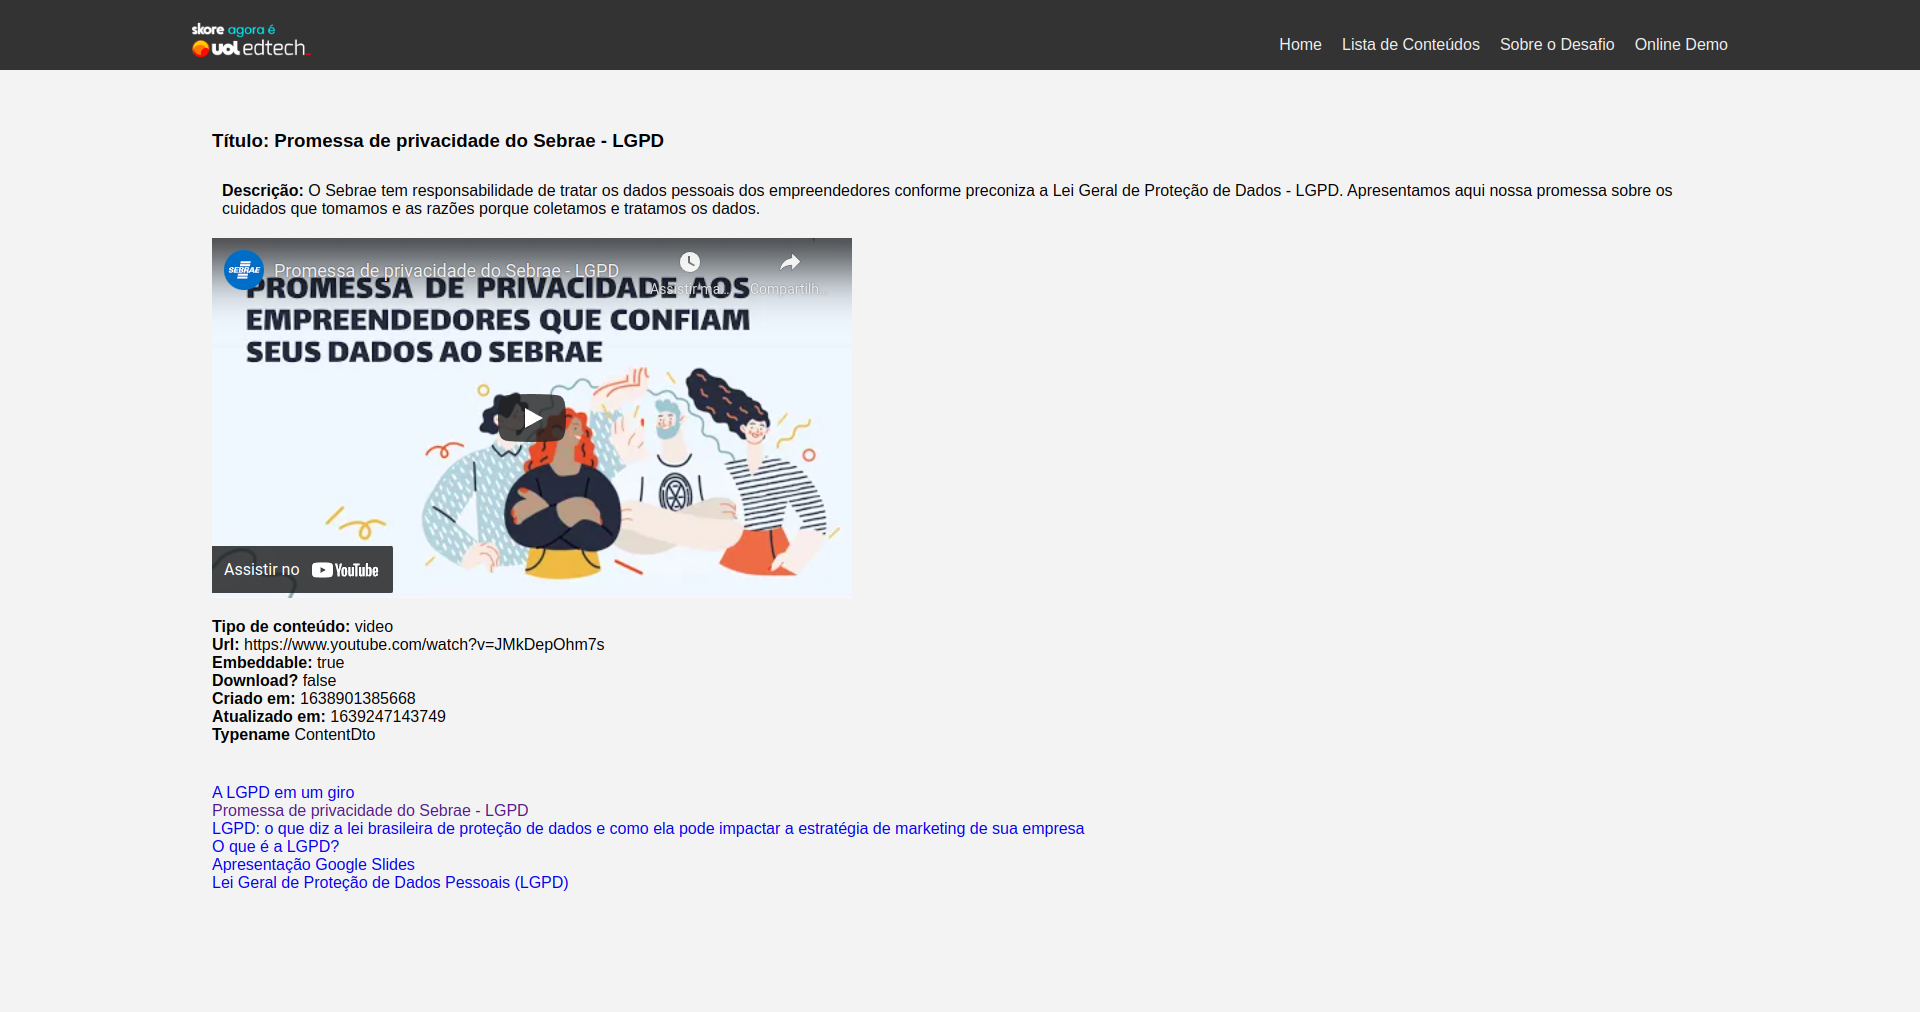 skore agora é
UOL edtech_
Home
Lista de Conteúdos
Sobre o Desafio
Online Demo
Título: Promessa de privacidade do Sebrae - LGPD
Descrição: O Sebrae tem responsabilidade de tratar os dados pessoais dos empreendedores conforme preconiza a Lei Geral de Proteção de Dados - LGPD. Apresentamos aqui nossa promessa sobre os
cuidados que tomamos e as razões porque coletamos e tratamos os dados.
SEBRAE
Promessa de privacidade do Sebrae - LGPD
Assistir ma...
Compartilh...
PROMESSA DE PRIVACIDADE AOS
EMPREENDEDORES QUE CONFIAM
SEUS DADOS AO SEBRAE
Assistir no YouTube
Tipo de conteúdo: video
Url: https://www.youtube.com/watch?v=JMkDepOhm7s
Embeddable: true
Download? false
Criado em: 1638901385668
Atualizado em: 1639247143749
Typename ContentDto
A LGPD em um giro
Promessa de privacidade do Sebrae - LGPD
LGPD: o que diz a lei brasileira de proteção de dados e como ela pode impactar a estratégia de marketing de sua empresa
O que é a LGPD?
Apresentação Google Slides
Lei Geral de Proteção de Dados Pessoais (LGPD)